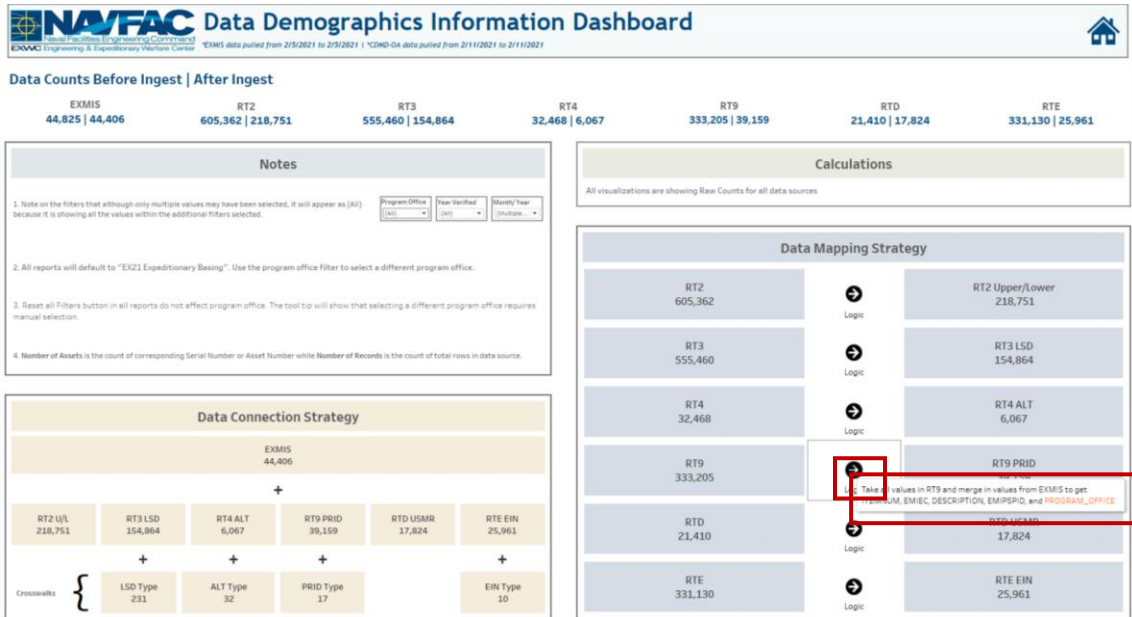 NAVFAC
Naval Facilities Engineering Command
EXWC Engineering & Expeditionary Warfare Center
Data Demographics Information Dashboard
*EXMIS data pulled from 2/5/2021 to 2/5/2021 | *CDMD-OA data pulled from 2/11/2021 to 2/11/2021
Data Counts Before Ingest | After Ingest
EXMIS
44,825 | 44,406
RT2
605,362 | 218,751
RT3
555,460 | 154,864
RT4
32,468 | 6,067
RT9
333,205 | 39,159
RTD
21,410 | 17,824
RTE
331,130 | 25,961
Notes
1. Note on the filters that although only multiple values may have been selected, it will appear as (All)
because it is showing all the values within the additional filters selected.
Program Office
(All)
Year Verified
(All)
Month/Year
(Multiple...
2. All reports will default to "EX21 Expeditionary Basing". Use the program office filter to select a different program office.
3. Reset all Filters button in all reports do not affect program office. The tool tip will show that selecting a different program office requires
manual selection.
4. Number of Assets is the count of corresponding Serial Number or Asset Number while Number of Records is the count of total rows in data source.
Data Connection Strategy
EXMIS
44,406
+
RT2 U/L
218,751
RT3 LSD
154,864
RT4 ALT
6,067
RT9 PRID
39,159
RTD USMR
17,824
RTE EIN
25,961
+ + + +
Crosswalks {
LSD Type
231
ALT Type
32
PRID Type
17
EIN Type
10
Calculations
All visualizations are showing Raw Counts for all data sources
Data Mapping Strategy
RT2
605,362
Logic
RT2 Upper/Lower
218,751
RT3
555,460
Logic
RT3 LSD
154,864
RT4
32,468
Logic
RT4 ALT
6,067
RT9
333,205
RT9 PRID
Take all values in RT9 and merge in values from EXMIS to get
ITEMNUM, EMIEC, DESCRIPTION, EMIPSPID, and PROGRAM_OFFICE
RTD
21,410
Logic
RTD USMR
17,824
RTE
331,130
Logic
RTE EIN
25,961